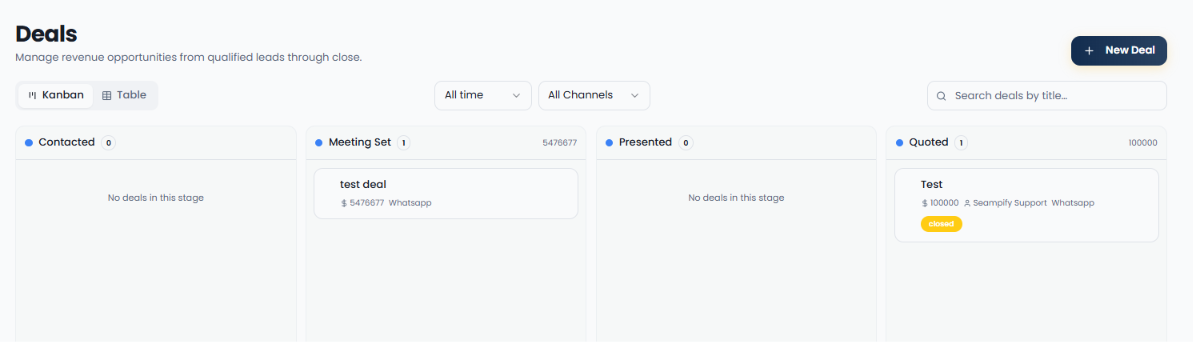 Deals
Manage revenue opportunities from qualified leads through close.
+ New Deal
Kanban Table
All time All Channels
Search deals by title...
Contacted 0
No deals in this stage
Meeting Set 1 5476677
test deal
$ 5476677 Whatsapp
Presented 0
No deals in this stage
Quoted 1 100000
Test
$ 100000 Seampify Support Whatsapp
closed